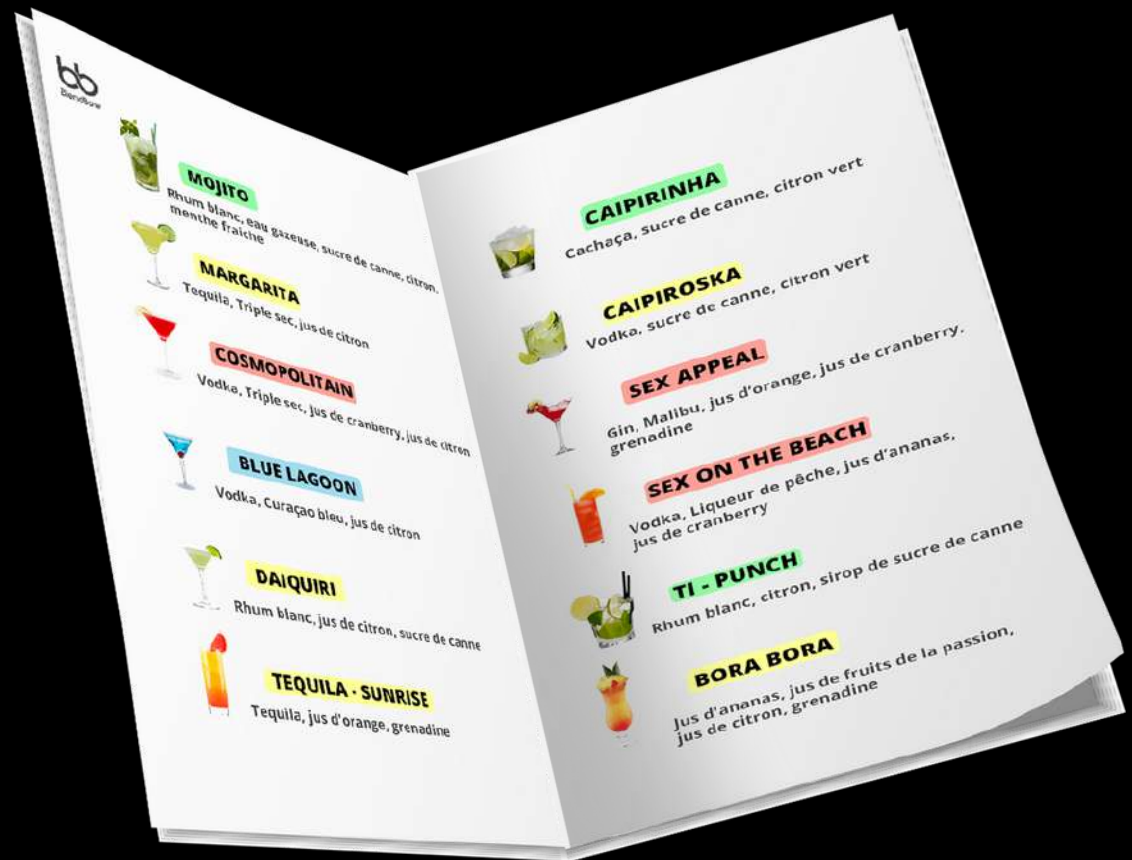 bb
BlendBow
MOJITO
Rhum blanc, eau gazeuse, sucre de canne, citron,
menthe fraiche
MARGARITA
Tequila, Triple sec, jus de citron
COSMOPOLITAIN
Vodka, Triple sec, jus de cranberry, jus de citron
BLUE LAGOON
Vodka, Curaçao bleu, jus de citron
DAIQUIRI
Rhum blanc, jus de citron, sucre de canne
TEQUILA - SUNRISE
Tequila, jus d'orange, grenadine
CAIPIRINHA
Cachaça, sucre de canne, citron vert
CAIPIROSKA
Vodka, sucre de canne, citron vert
SEX APPEAL
Gin, Malibu, jus d'orange, jus de cranberry,
grenadine
SEX ON THE BEACH
Vodka, Liqueur de pêche, jus d'ananas,
jus de cranberry
TI - PUNCH
Rhum blanc, citron, sirop de sucre de canne
BORA BORA
Jus d'ananas, jus de fruits de la passion,
jus de citron, grenadine